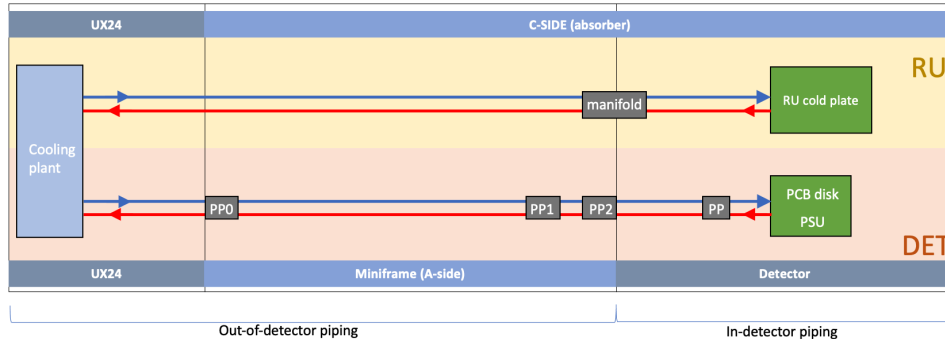 UX24
C-SIDE (absorber)
RU
manifold
RU cold plate
Cooling
plant
PP0
PP1
PP2
PP
PCB disk
PSU
DET
UX24
Miniframe (A-side)
Detector
Out-of-detector piping
In-detector piping